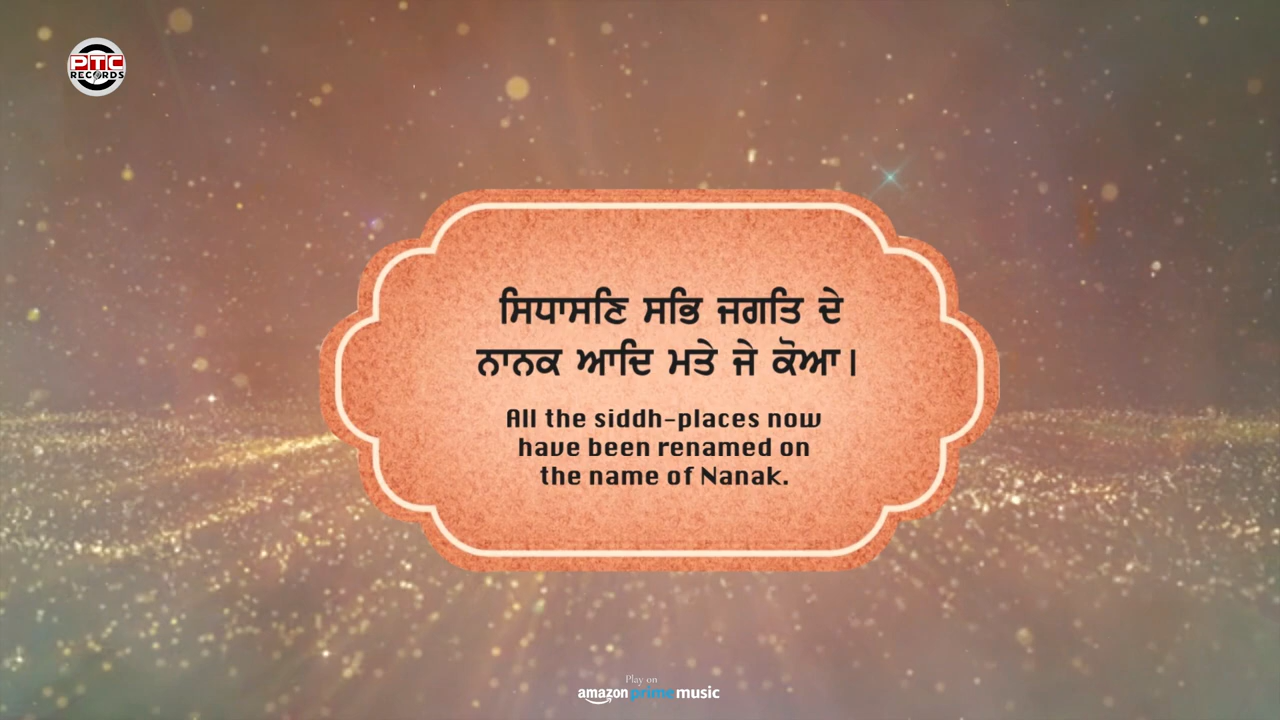 PTC
RECORDS
ਸਿਧਾਸਣਿ ਸਭਿ ਜਗਤਿ ਦੇ
ਨਾਨਕ ਆਦਿ ਮਤੇ ਜੇ ਕੋਆ।
All the siddh-places now
have been renamed on
the name of Nanak.
Play on
amazon prime music